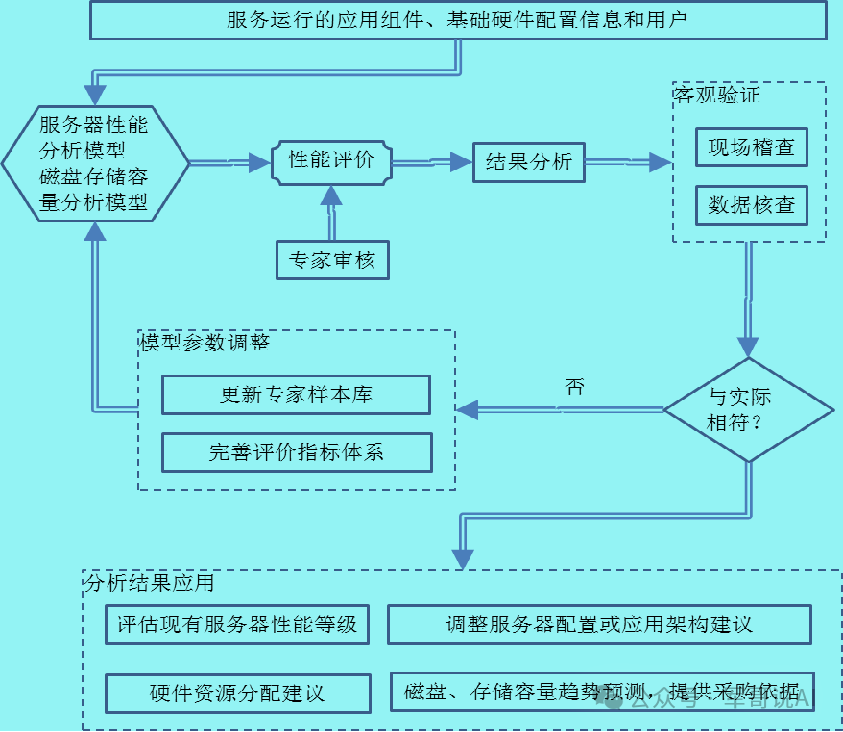 服务运行的应用组件、基础硬件配置信息和用户
服务器性能
分析模型
磁盘存储容
量分析模型
性能评价
结果分析
客观验证
现场稽查
数据核查
专家审核
模型参数调整
更新专家样本库
完善评价指标体系
否
与实际
相符？
分析结果应用
评估现有服务器性能等级
调整服务器配置或应用架构建议
硬件资源分配建议
磁盘、存储容量趋势预测，提供采购依据
公众号·华哥说AI